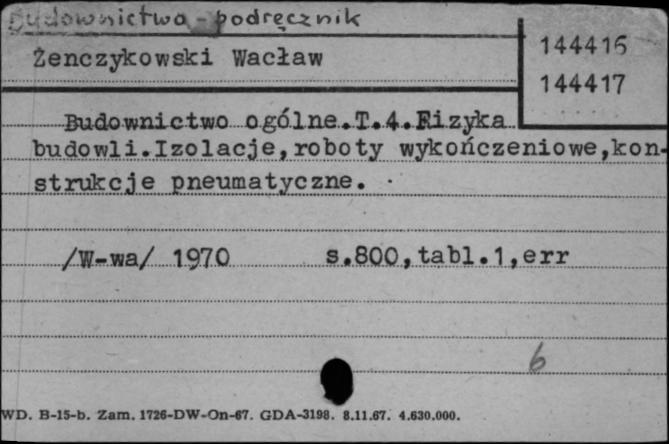 Budownictwo - podręcznik
Żenczykowski Wacław
144416
144417
Budownictwo ogólne.T.4.Fizyka
budowli.Izolacje,roboty wykończeniowe,kon-
strukcje pneumatyczne.
/W-wa/ 1970 s.800,tabl.1,err
6
WD. B-15-b. Zam. 1726-DW-On-67. GDA-3198. 8.11.67. 4.630.000.